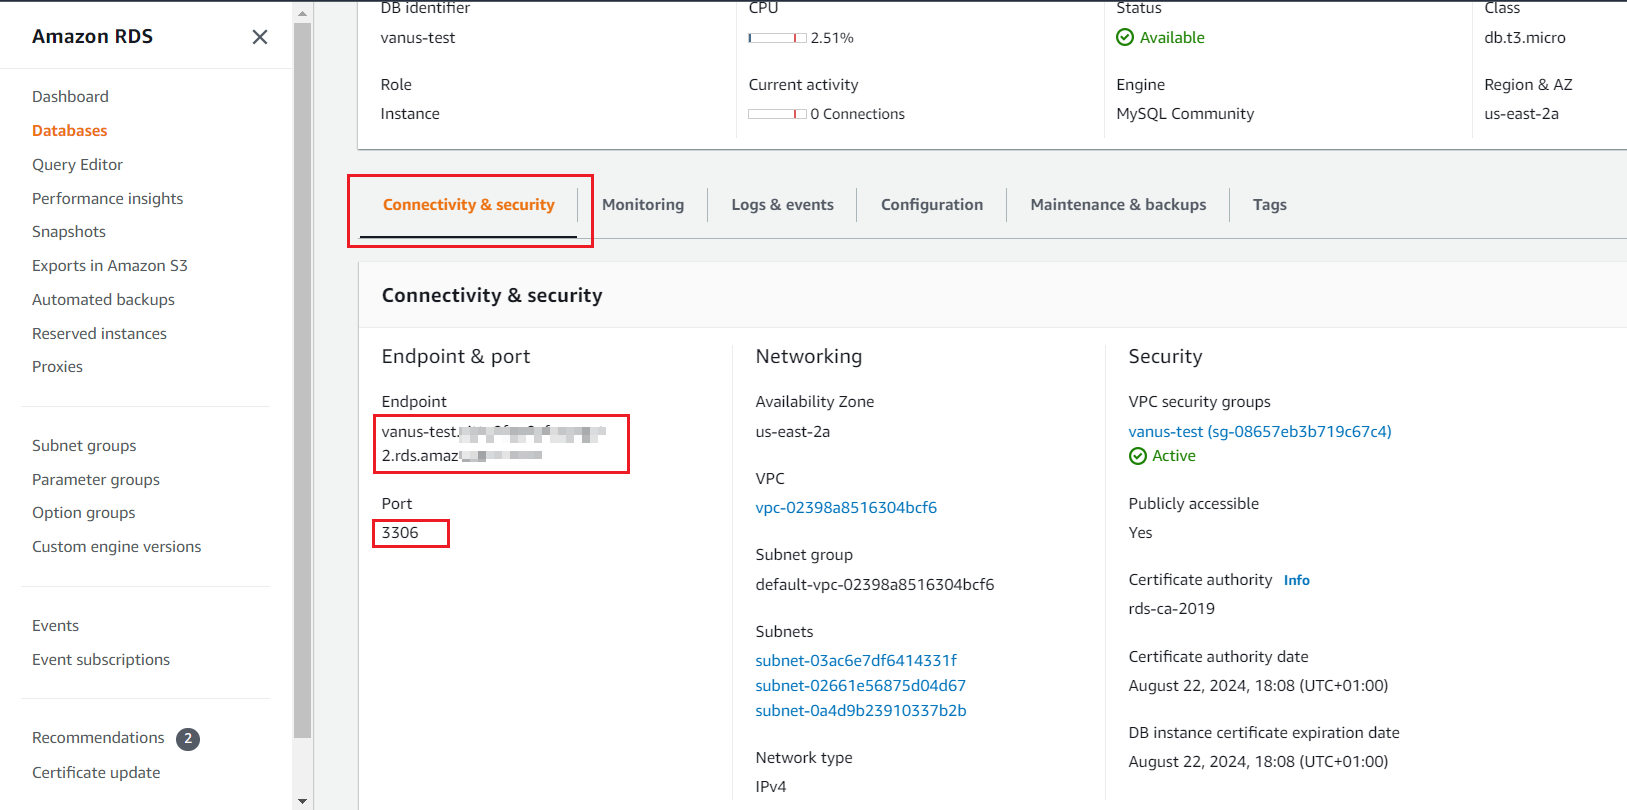 Amazon RDS
Dashboard
Databases
Query Editor
Performance insights
Snapshots
Exports in Amazon S3
Automated backups
Reserved instances
Proxies
Subnet groups
Parameter groups
Option groups
Custom engine versions
Events
Event subscriptions
Recommendations 2
Certificate update
DB identifier
vanus-test
Role
Instance
CPU
2.51%
Current activity
0 Connections
Status
Available
Engine
MySQL Community
Class
db.t3.micro
Region & AZ
us-east-2a
Connectivity & security
Monitoring
Logs & events
Configuration
Maintenance & backups
Tags
Connectivity & security
Endpoint & port
Endpoint
vanus-test.
2.rds.amaz
Port
3306
Networking
Availability Zone
us-east-2a
VPC
vpc-02398a8516304bcf6
Subnet group
default-vpc-02398a8516304bcf6
Subnets
subnet-03ac6e7df6414331f
subnet-02661e56875d04d67
subnet-0a4d9b23910337b2b
Network type
IPv4
Security
VPC security groups
vanus-test (sg-08657eb3b719c67c4)
Active
Publicly accessible
Yes
Certificate authority Info
rds-ca-2019
Certificate authority date
August 22, 2024, 18:08 (UTC+01:00)
DB instance certificate expiration date
August 22, 2024, 18:08 (UTC+01:00)